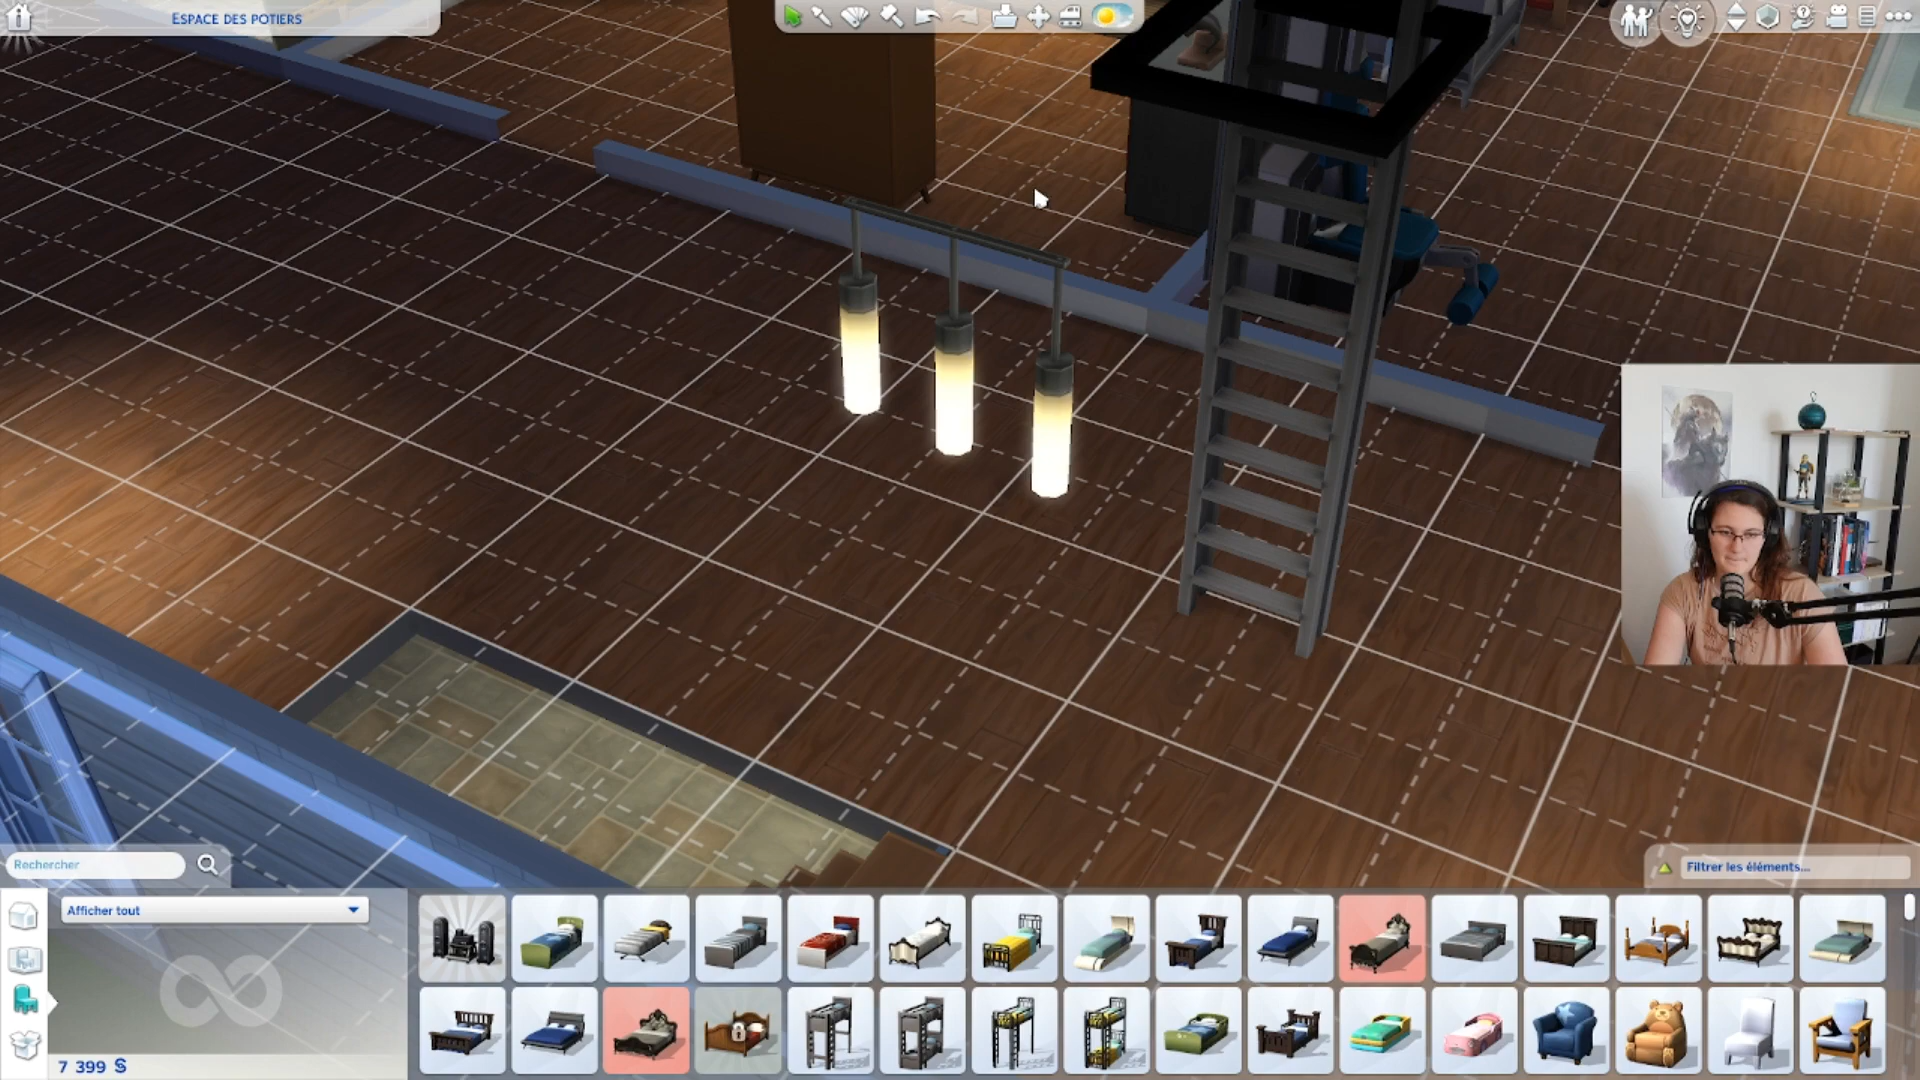 ESPACE DES POTIERS
Rechercher
Filtrer les éléments...
Afficher tout
7 399 §